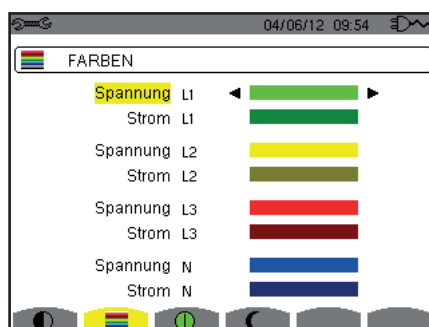 04/06/12 09:54
FARBEN
Spannung L1
Strom L1
Spannung L2
Strom L2
Spannung L3
Strom L3
Spannung N
Strom N